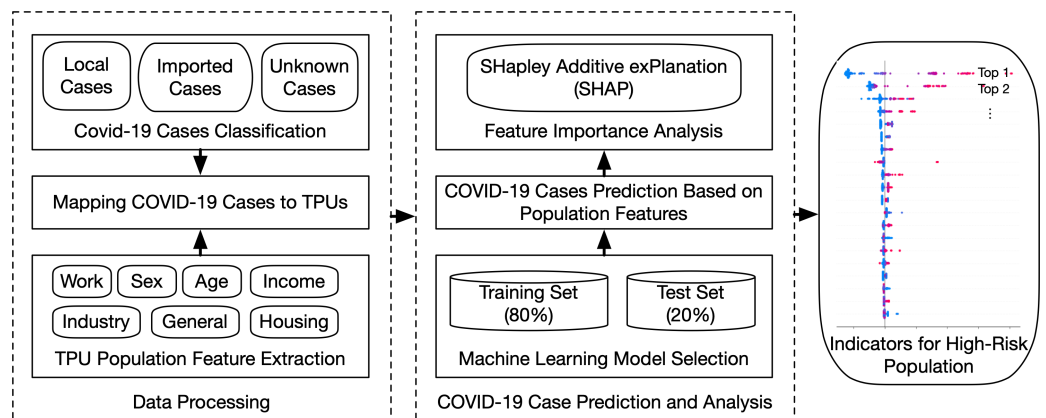 Local
Cases
Imported
Cases
Unknown
Cases
Covid-19 Cases Classification
Mapping COVID-19 Cases to TPUs
Work
Sex
Age
Income
Industry
General
Housing
TPU Population Feature Extraction
Data Processing
SHapley Additive exPlanation
(SHAP)
Feature Importance Analysis
COVID-19 Cases Prediction Based on
Population Features
Training Set
(80%)
Test Set
(20%)
Machine Learning Model Selection
COVID-19 Case Prediction and Analysis
Top 1
Top 2
⋮
Indicators for High-Risk
Population